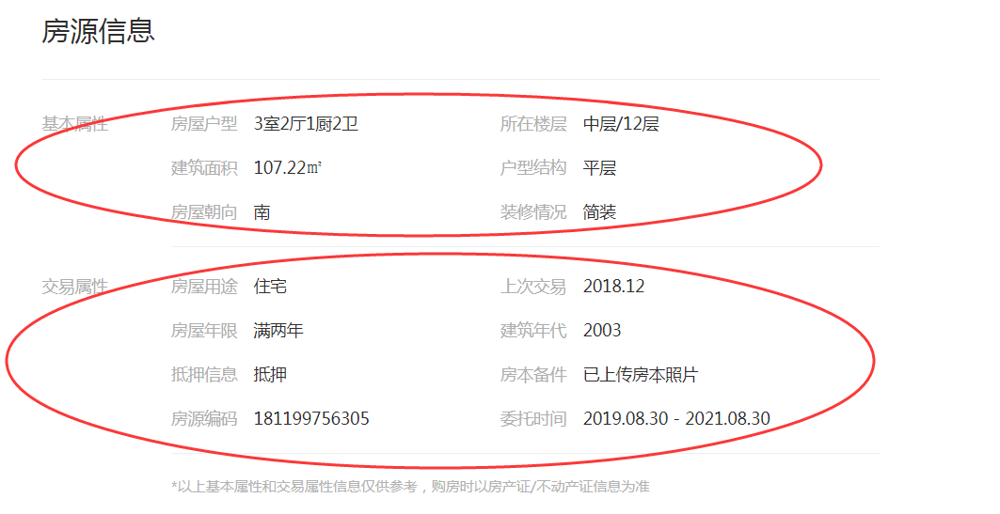 房源信息
基本属性 房屋户型 3室2厅1厨2卫 所在楼层 中层/12层
建筑面积 107.22㎡ 户型结构 平层
房屋朝向 南 装修情况 简装
交易属性 房屋用途 住宅 上次交易 2018.12
房屋年限 满两年 建筑年代 2003
抵押信息 抵押 房本备件 已上传房本照片
房源编码 181199756305 委托时间 2019.08.30 - 2021.08.30
*以上基本属性和交易属性信息仅供参考，购房时以房产证/不动产证信息为准